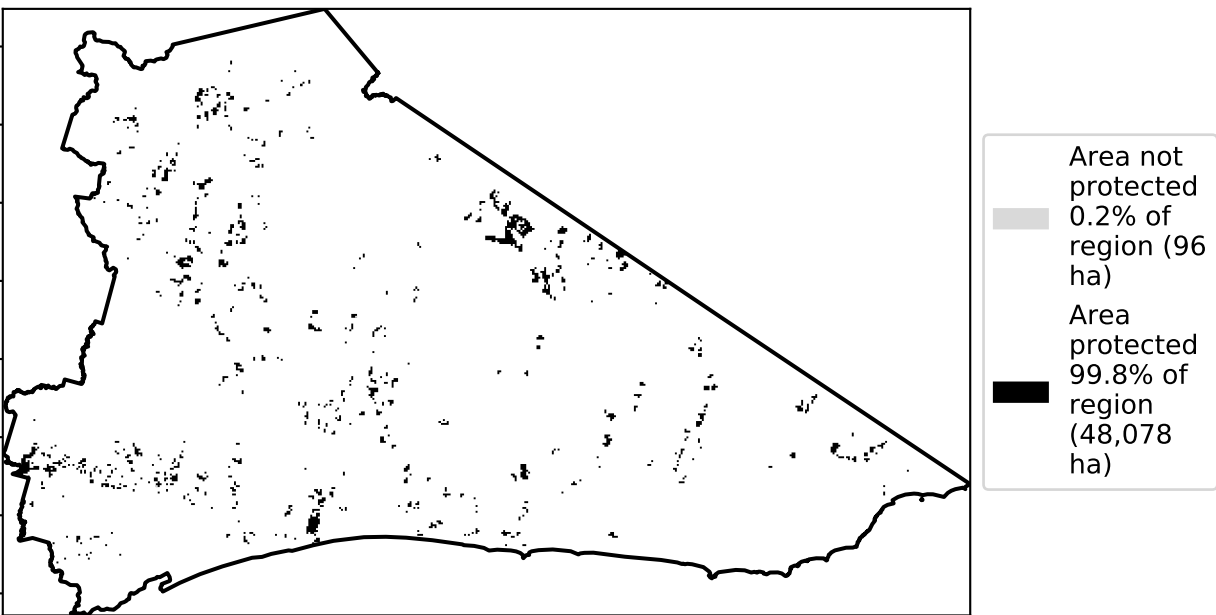 Area not
protected
0.2% of
region (96
ha)
Area
protected
99.8% of
region
(48,078
ha)